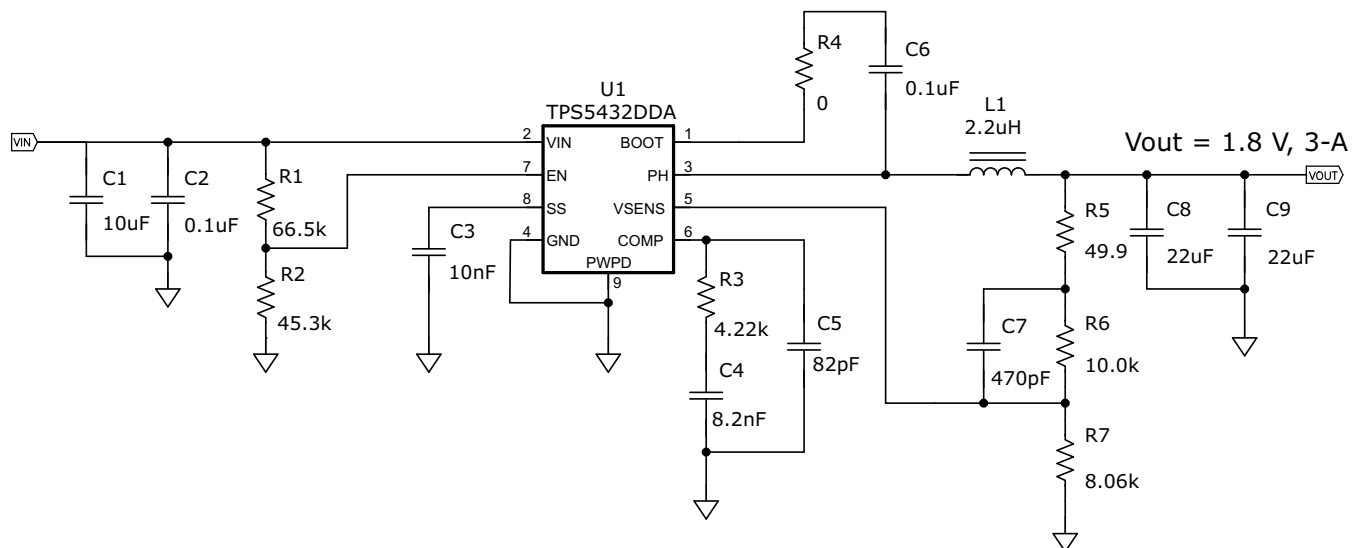 VIN
C1
10uF
C2
0.1uF
R1
66.5k
R2
45.3k
C3
10nF
U1
TPS5432DDA
2 VIN BOOT 1
7 EN PH 3
8 SS VSENS 5
4 GND COMP 6
PWPD
9
R4
0
C6
0.1uF
L1
2.2uH
Vout = 1.8 V, 3-A
VOUT
R3
4.22k
C4
8.2nF
C5
82pF
C7
470pF
R5
49.9
R6
10.0k
R7
8.06k
C8
22uF
C9
22uF